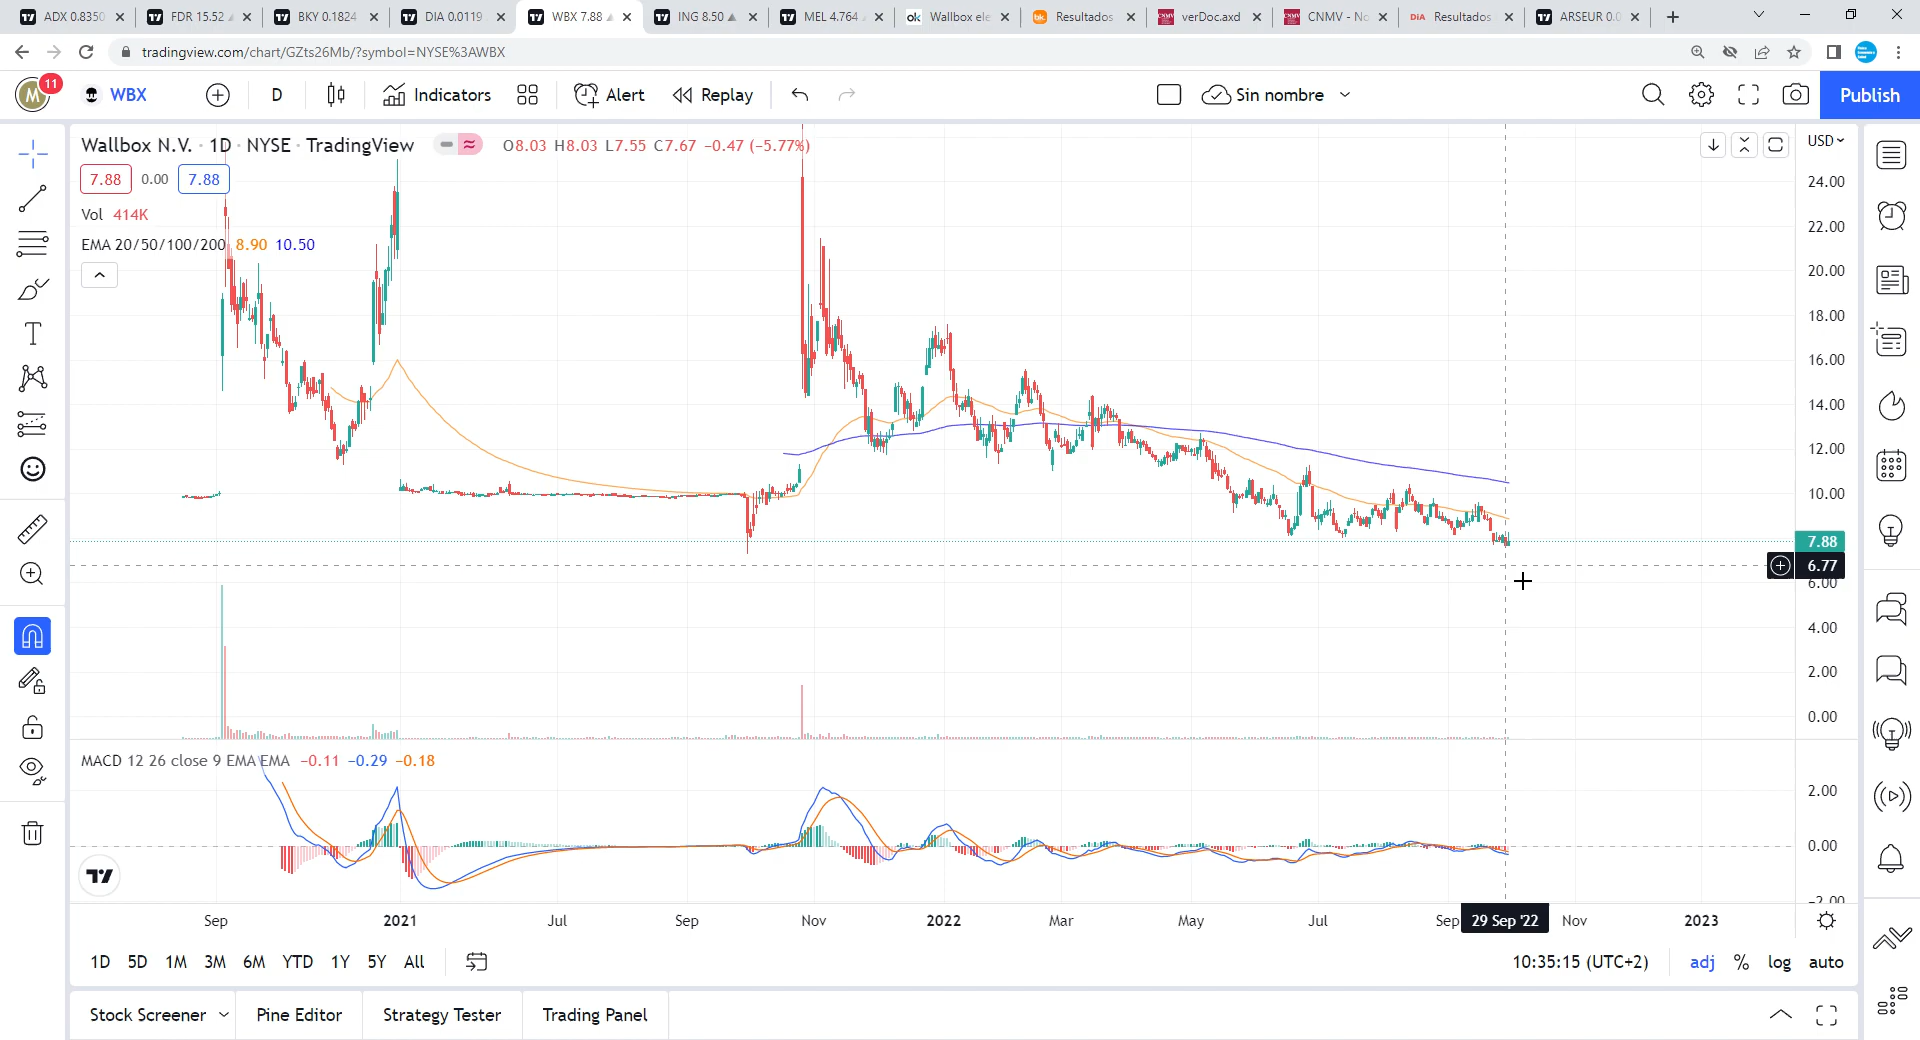 ADX 0.8350
FDR 15.52
BKY 0.1824
DIA 0.0119
WBX 7.88
ING 8.50
MEL 4.764
ok Wallbox ele
bk Resultados
CNMV verDoc.axd
CNMV CNMV - No
DiA Resultados
ARSEUR 0.0
tradingview.com/chart/GZts26Mb/?symbol=NYSE%3AWBX
M 11 WBX D Indicators Alert Replay Sin nombre Publish
Wallbox N.V. · 1D · NYSE · TradingView O8.03 H8.03 L7.55 C7.67 −0.47 (−5.77%) USD
7.88 0.00 7.88
Vol 414K
EMA 20/50/100/200 8.90 10.50
24.00
22.00
20.00
18.00
16.00
14.00
12.00
10.00
7.88
6.77
6.00
4.00
2.00
0.00
MACD 12 26 close 9 EMA EMA −0.11 −0.29 −0.18
2.00
0.00
−2.00
Sep 2021 Jul Sep Nov 2022 Mar May Jul Sep 29 Sep '22 Nov 2023
1D 5D 1M 3M 6M YTD 1Y 5Y All 10:35:15 (UTC+2) adj % log auto
Stock Screener Pine Editor Strategy Tester Trading Panel